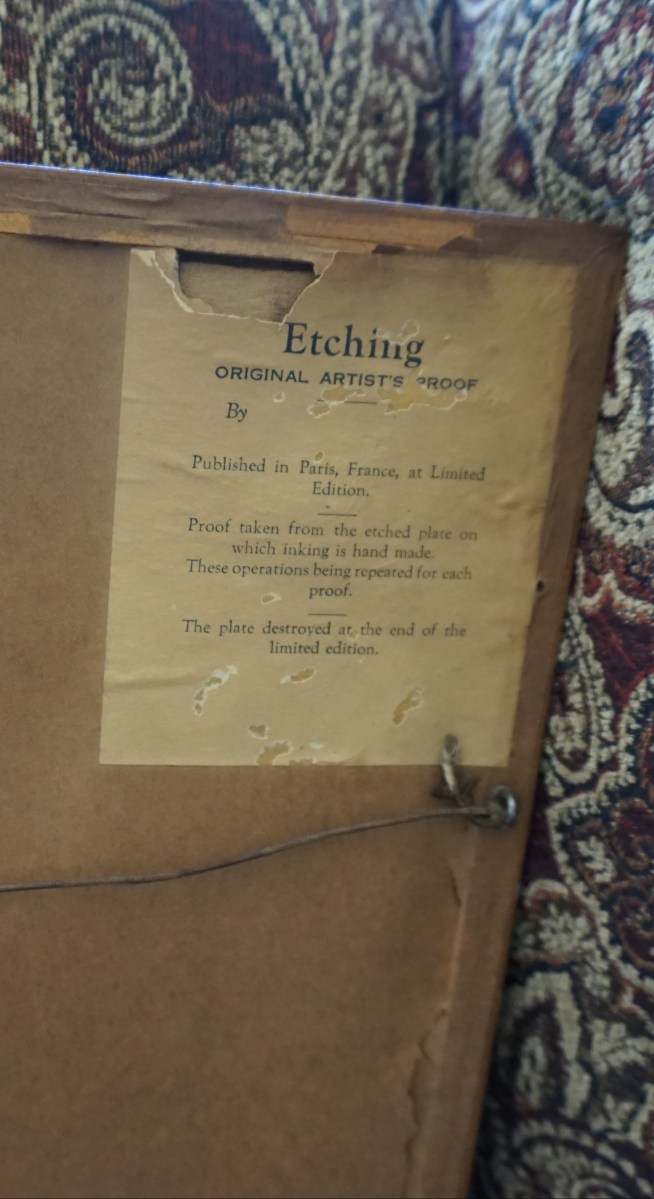 Etching
ORIGINAL ARTIST'S PROOF
By
Published in Paris, France, at Limited
Edition.
Proof taken from the etched plate on
which inking is hand made.
These operations being repeated for each
proof.
The plate destroyed at the end of the
limited edition.